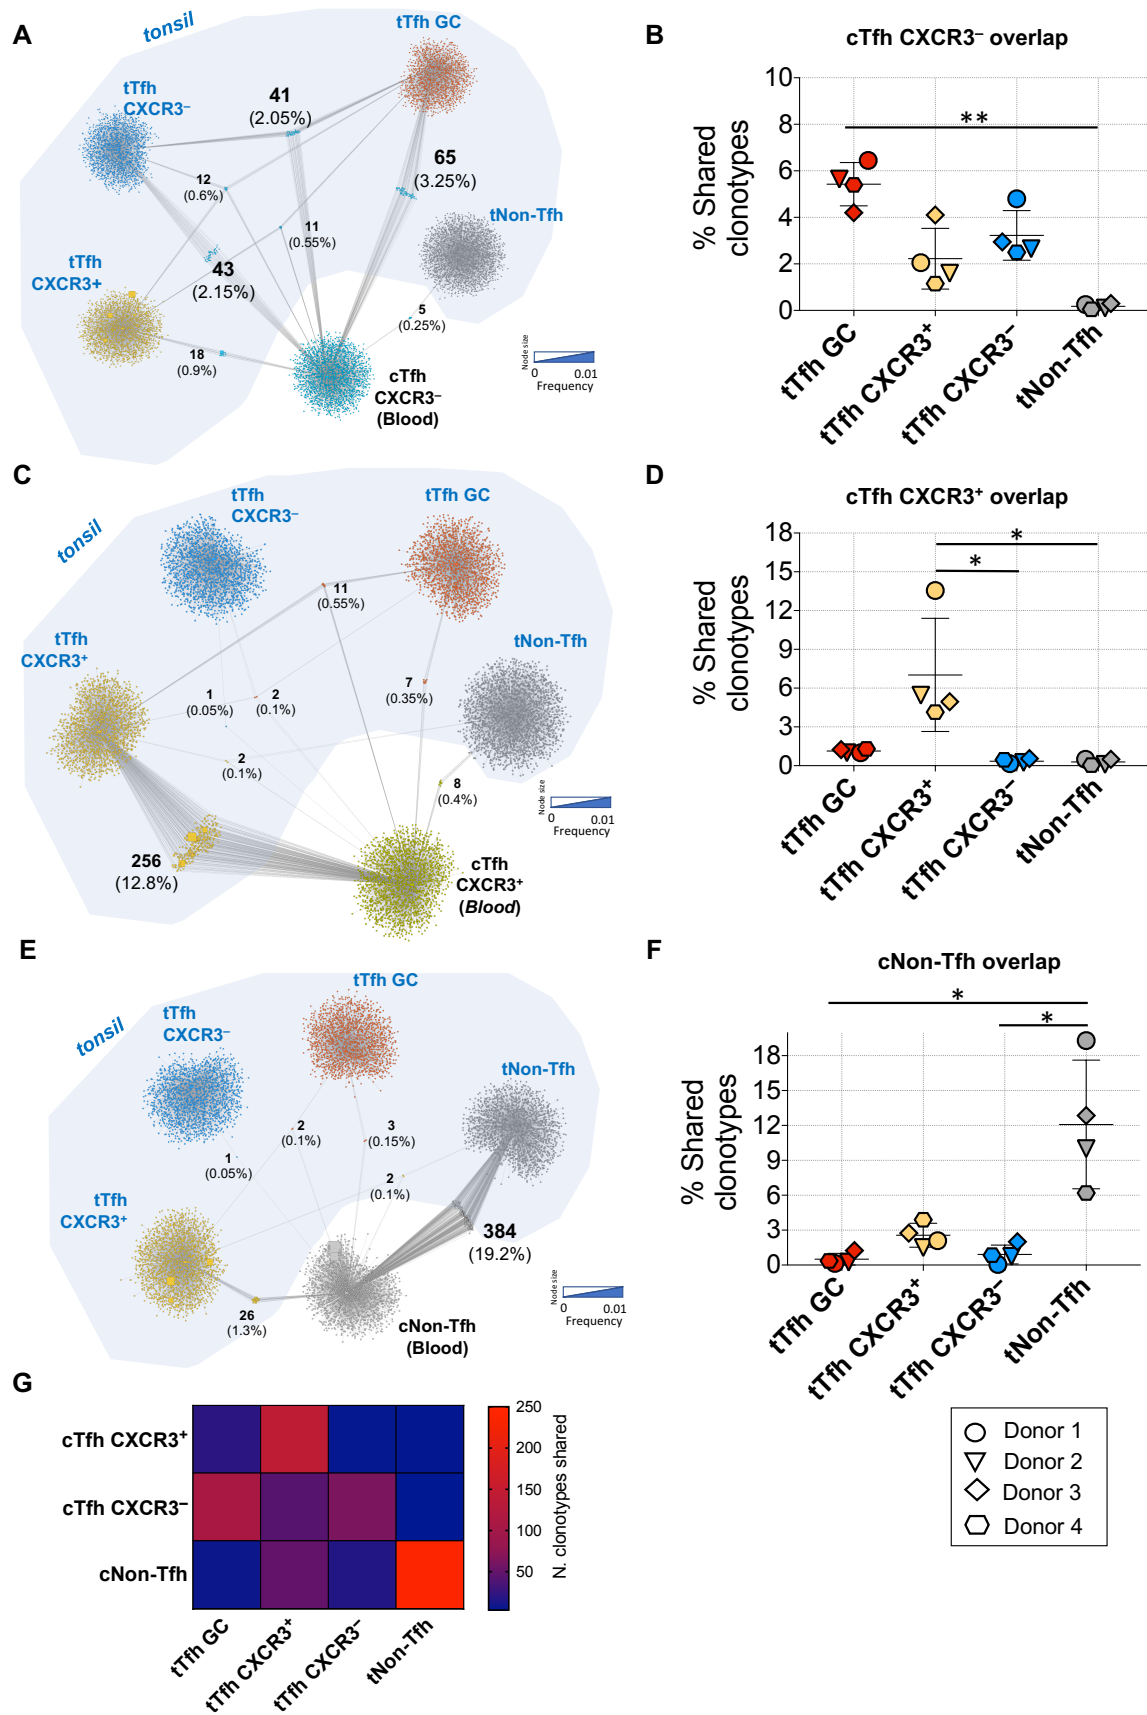 A
tonsil
tTfh GC
tTfh
CXCR3–
41
(2.05%)
65
(3.25%)
12
(0.6%)
11
(0.55%)
tNon-Tfh
tTfh
CXCR3+
43
(2.15%)
5
(0.25%)
18
(0.9%)
cTfh
CXCR3–
(Blood)
Node size
0 0.01
Frequency
B
cTfh CXCR3– overlap
% Shared
clonotypes
10
8
6
4
2
0
**
tTfh GC
tTfh CXCR3+
tTfh CXCR3–
tNon-Tfh
C
tonsil
tTfh
CXCR3–
tTfh GC
11
(0.55%)
tNon-Tfh
tTfh
CXCR3+
7
(0.35%)
1
(0.05%)
2
(0.1%)
2
(0.1%)
8
(0.4%)
256
(12.8%)
cTfh
CXCR3+
(Blood)
Node size
0 0.01
Frequency
D
cTfh CXCR3+ overlap
% Shared
clonotypes
18
15
12
9
6
3
0
*
*
tTfh GC
tTfh CXCR3+
tTfh CXCR3–
tNon-Tfh
E
tonsil
tTfh GC
tTfh
CXCR3–
tNon-Tfh
2
(0.1%)
3
(0.15%)
1
(0.05%)
2
(0.1%)
tTfh
CXCR3+
384
(19.2%)
26
(1.3%)
cNon-Tfh
(Blood)
Node size
0 0.01
Frequency
F
cNon-Tfh overlap
% Shared
clonotypes
18
15
12
9
6
3
0
*
*
tTfh GC
tTfh CXCR3+
tTfh CXCR3–
tNon-Tfh
G
cTfh CXCR3+
cTfh CXCR3–
cNon-Tfh
tTfh GC
tTfh CXCR3+
tTfh CXCR3–
tNon-Tfh
250
200
150
100
50
N. clonotypes shared
Donor 1
Donor 2
Donor 3
Donor 4